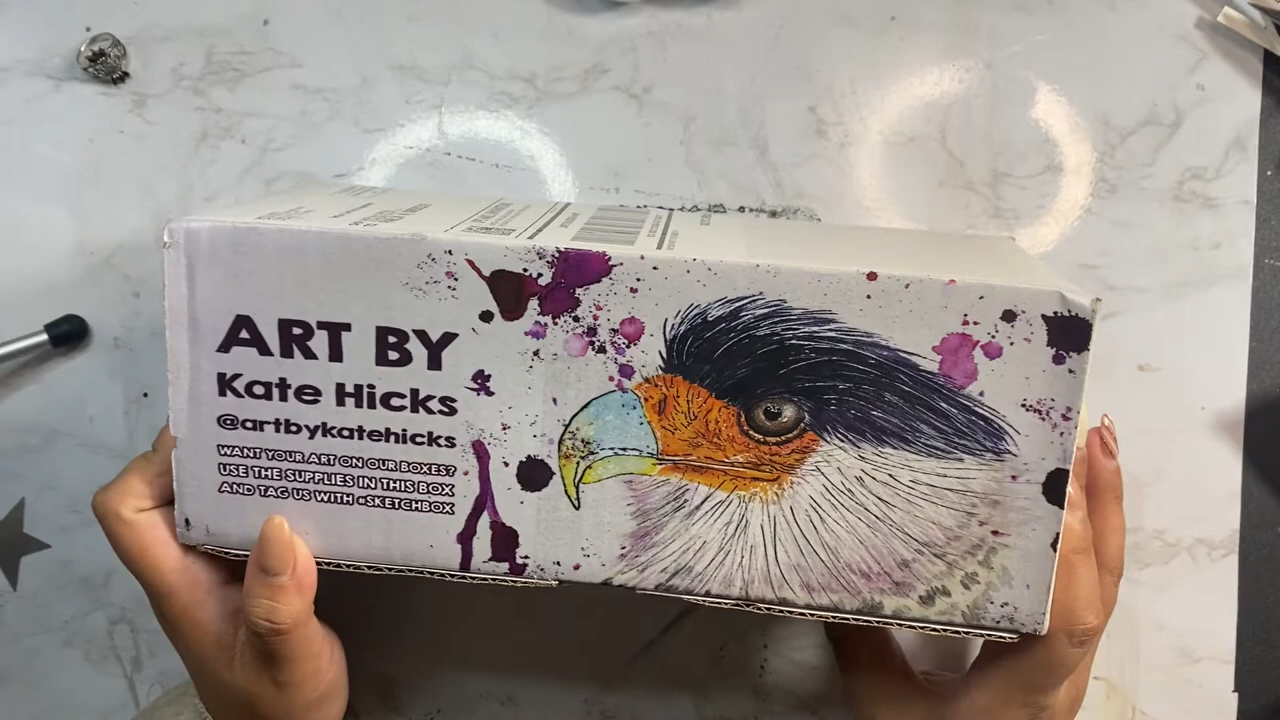 ART BY
Kate Hicks
@artbykatehicks
WANT YOUR ART ON OUR BOXES?
USE THE SUPPLIES IN THIS BOX
AND TAG US WITH #SKETCHBOX